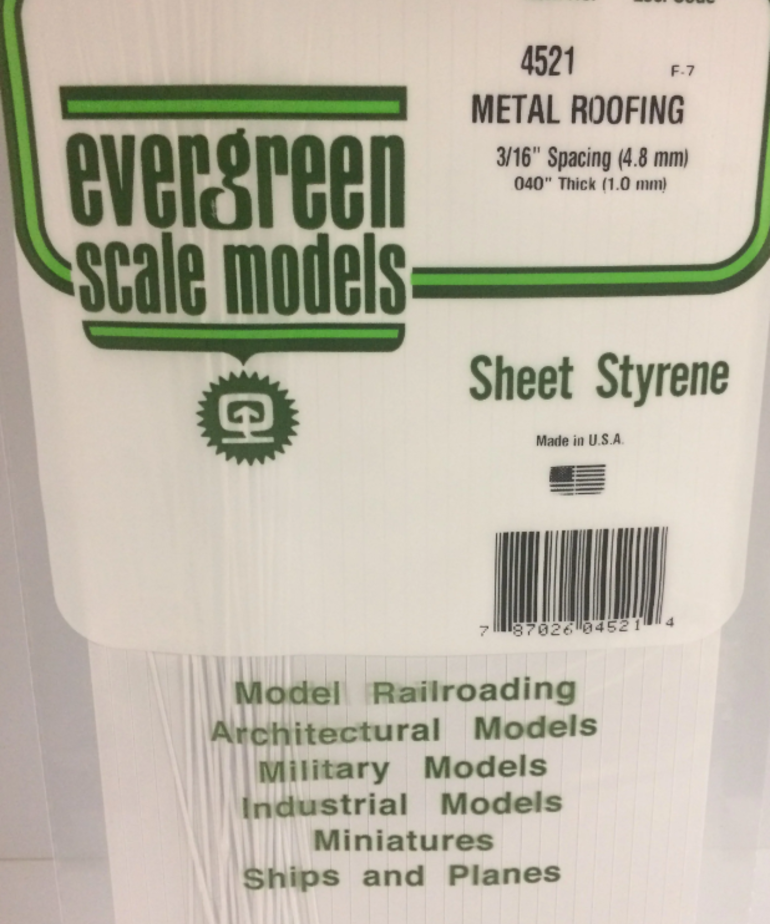 4521 F-7
METAL ROOFING
3/16" Spacing (4.8 mm)
040" Thick (1.0 mm)
evergreen
scale models
Sheet Styrene
Made in U.S.A.
7 87026 04521 4
Model Railroading
Architectural Models
Military Models
Industrial Models
Miniatures
Ships and Planes